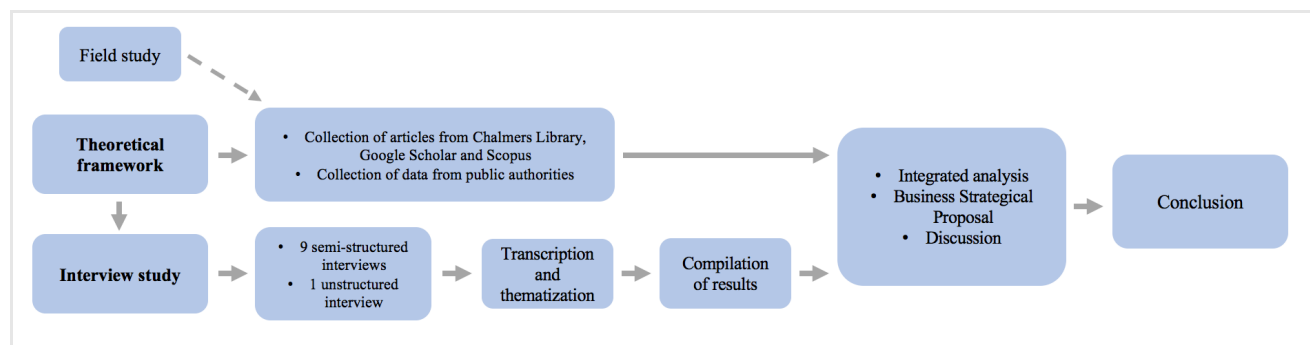 Field study
Theoretical
framework
• Collection of articles from Chalmers Library,
Google Scholar and Scopus
• Collection of data from public authorities
Interview study
• 9 semi-structured
interviews
• 1 unstructured
interview
Transcription
and
thematization
Compilation
of results
• Integrated analysis
• Business Strategical
Proposal
• Discussion
Conclusion